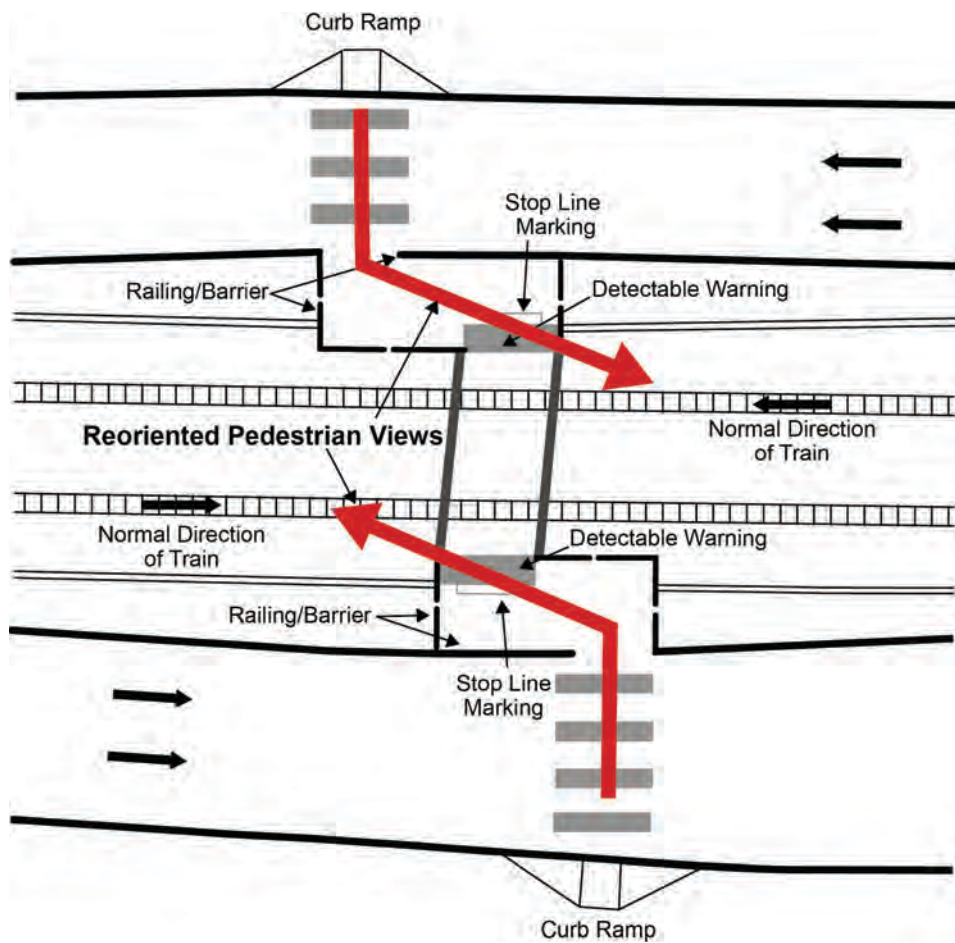 Curb Ramp
Stop Line
Marking
Railing/Barrier
Detectable Warning
Reoriented Pedestrian Views
Normal Direction
of Train
Normal Direction
of Train
Detectable Warning
Railing/Barrier
Stop Line
Marking
Curb Ramp